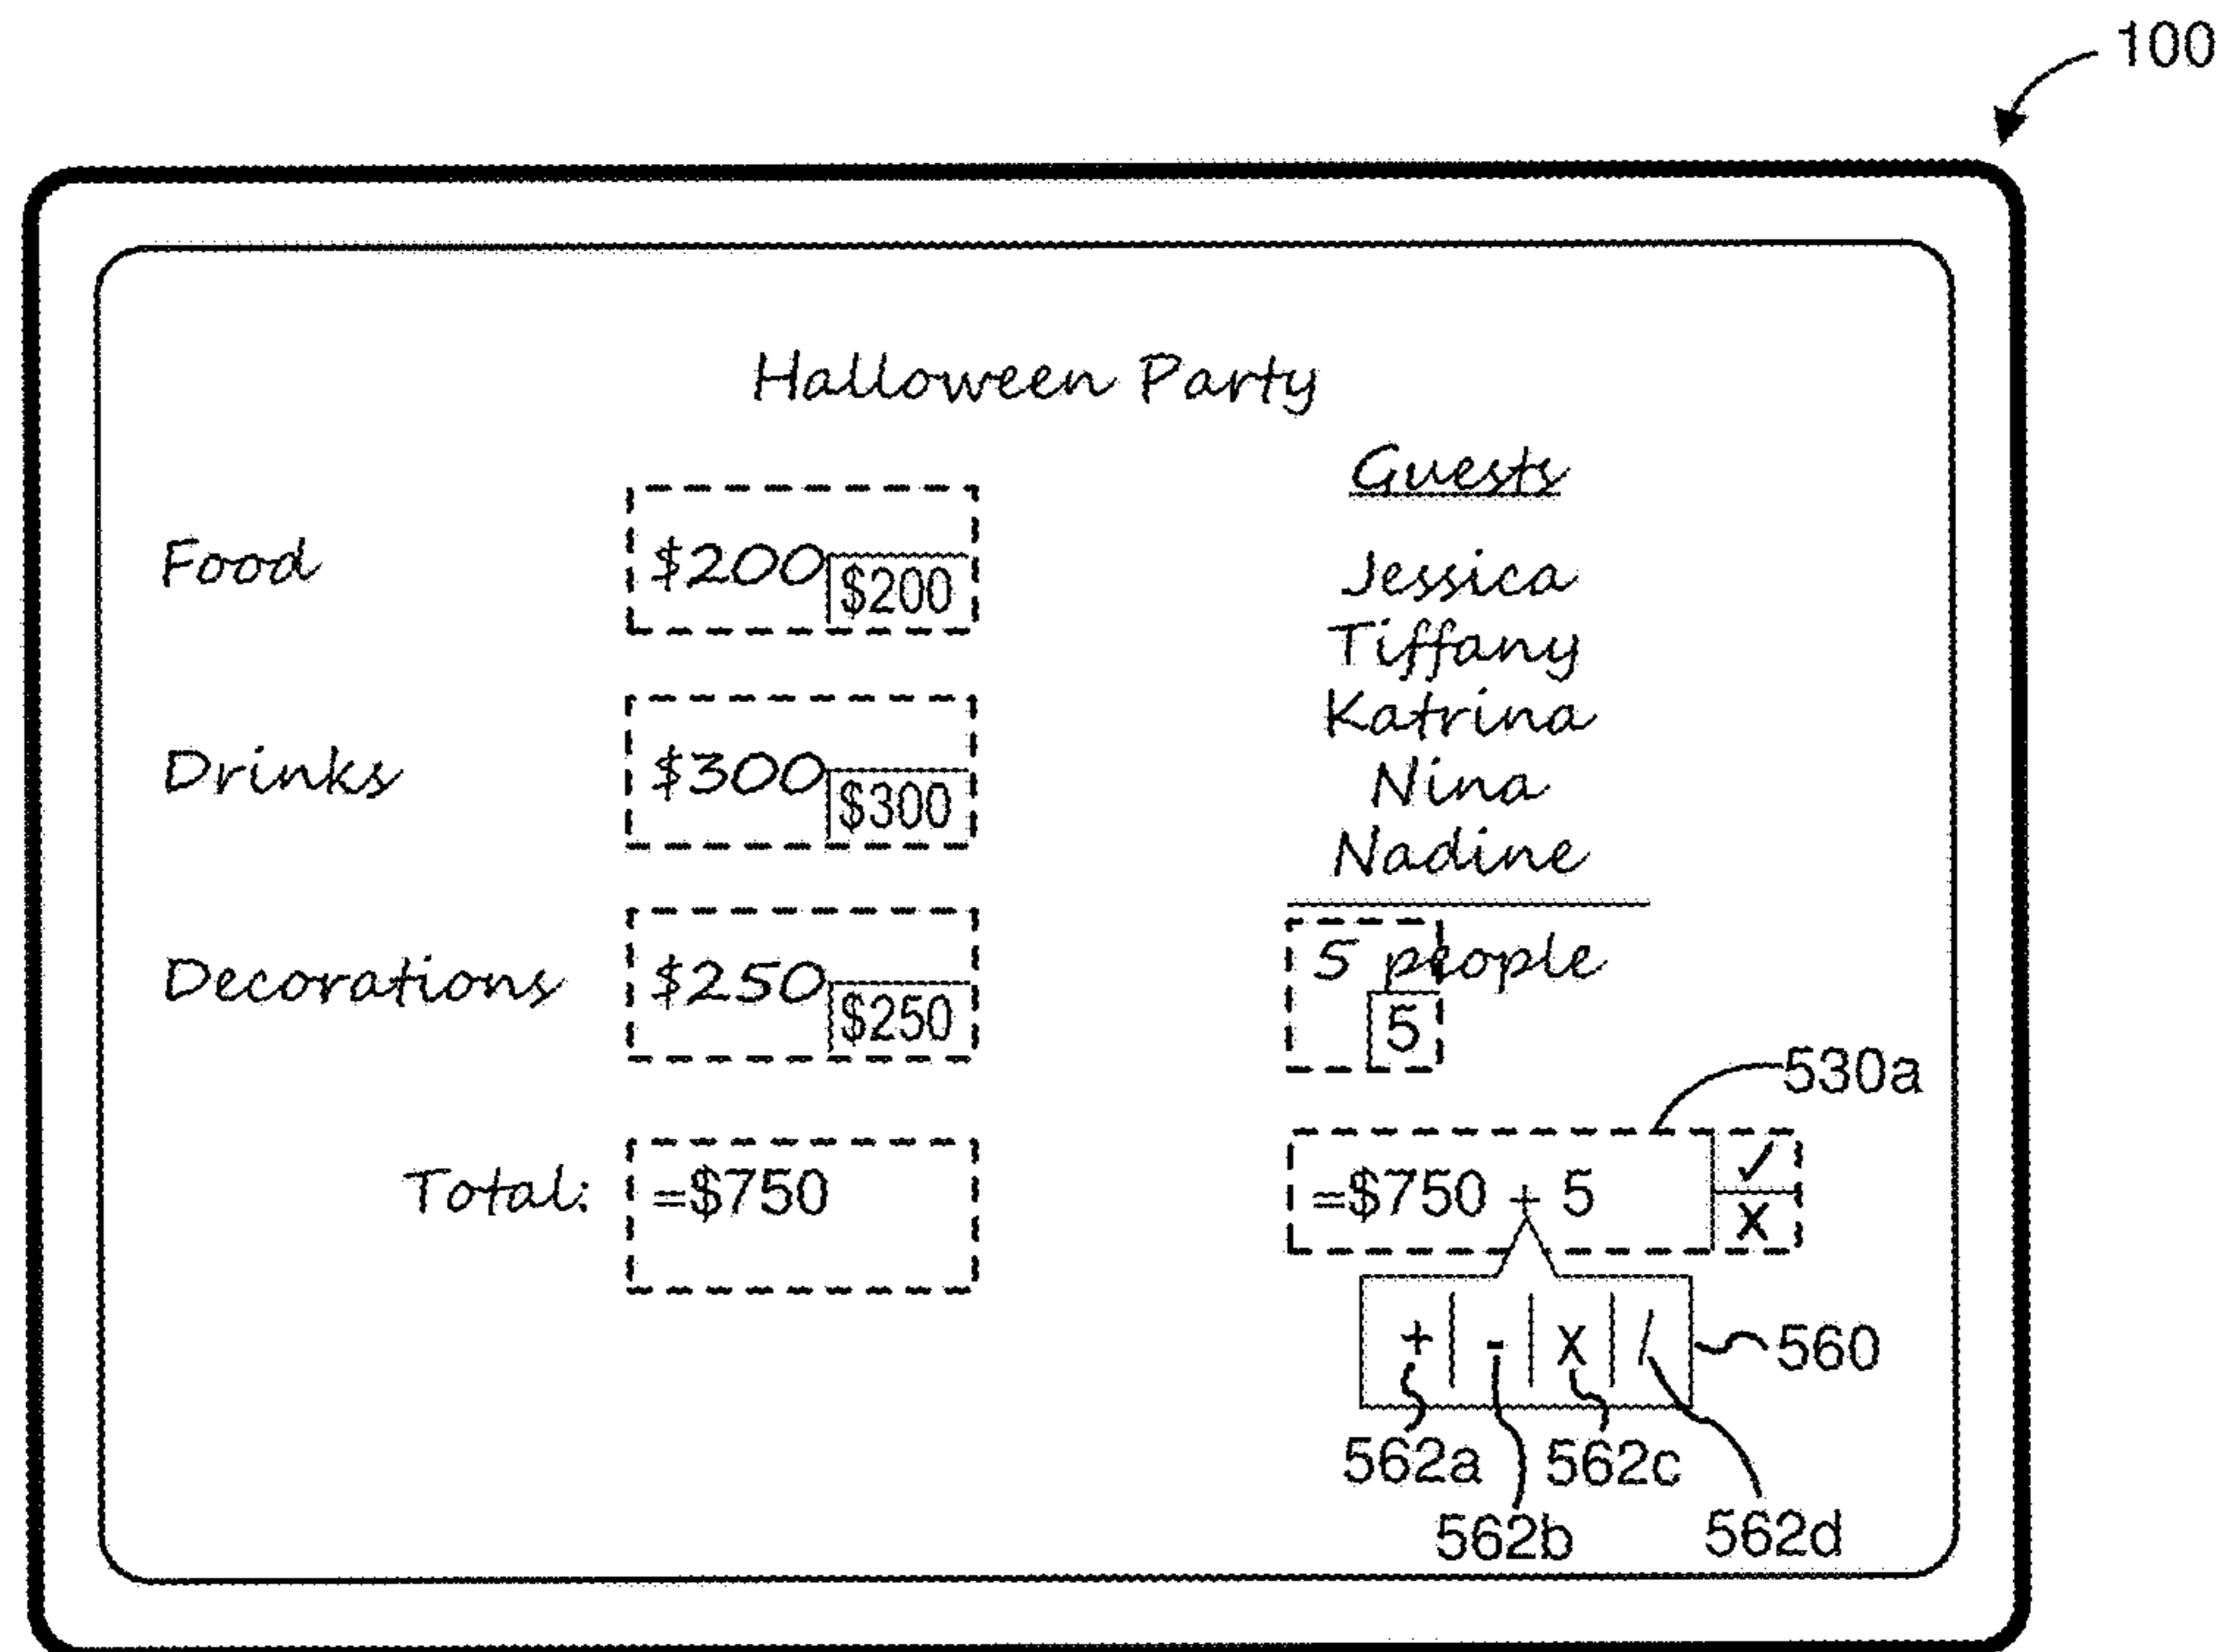 100
Halloween Party
Guests
Food $200 $200
Jessica
Tiffany
Katrina
Drinks $300 $300
Nina
Nadine
Decorations $250 $250
5 people
5
530a
Total: =$750
=$750 + 5 ✓
X
+ - X /
560
562a 562c
562b 562d